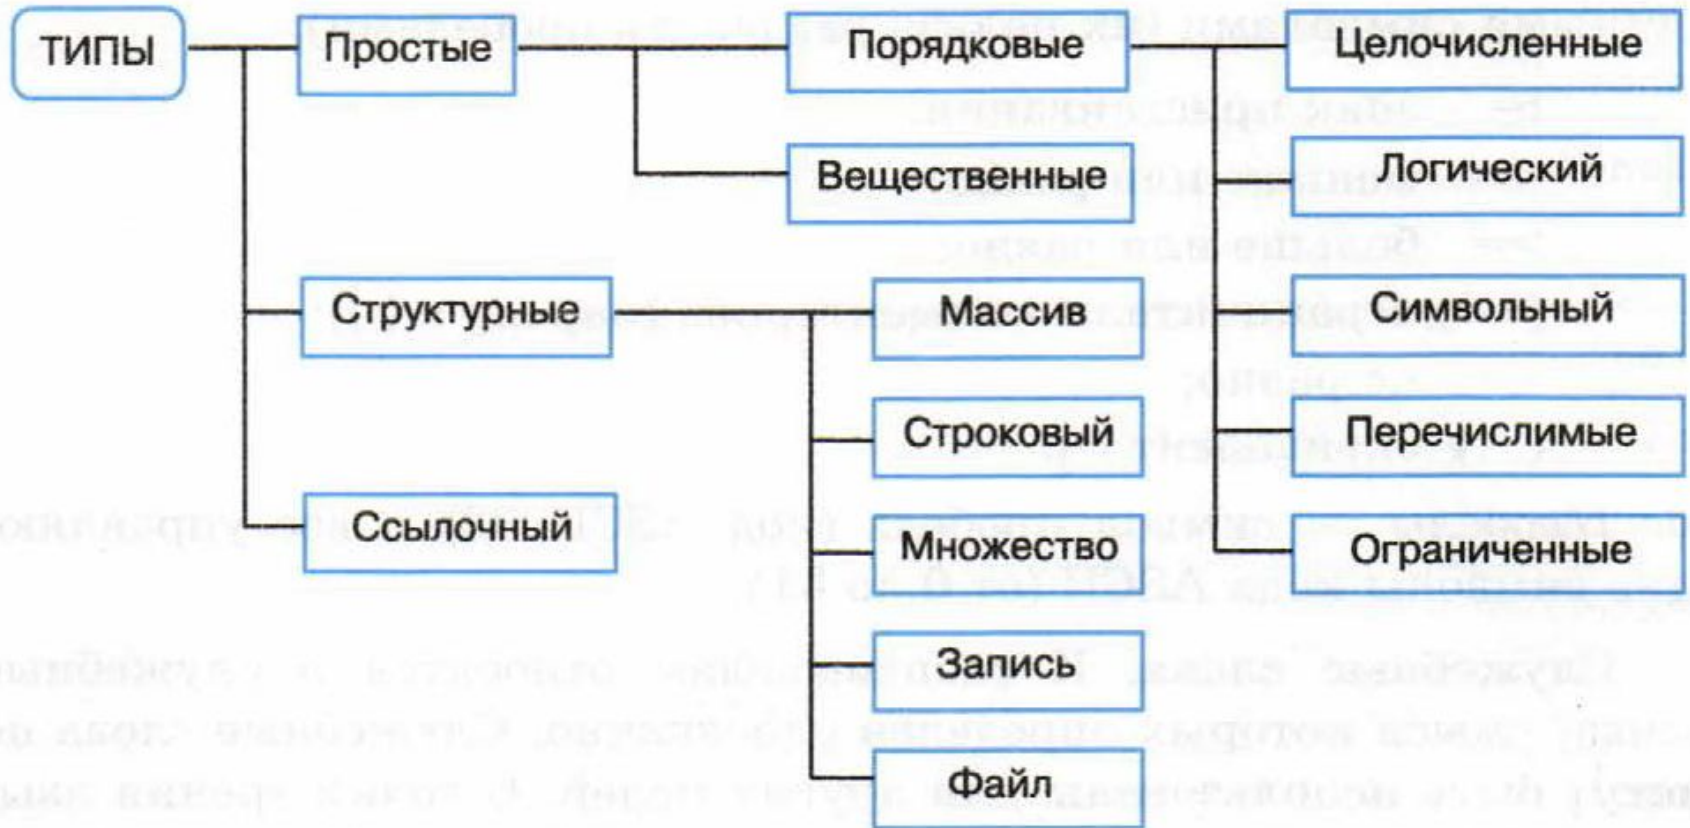 ТИПЫ
Простые
Порядковые
Целочисленные
Вещественные
Логический
Структурные
Массив
Символьный
Строковый
Перечислимые
Ссылочный
Множество
Ограниченные
Запись
Файл